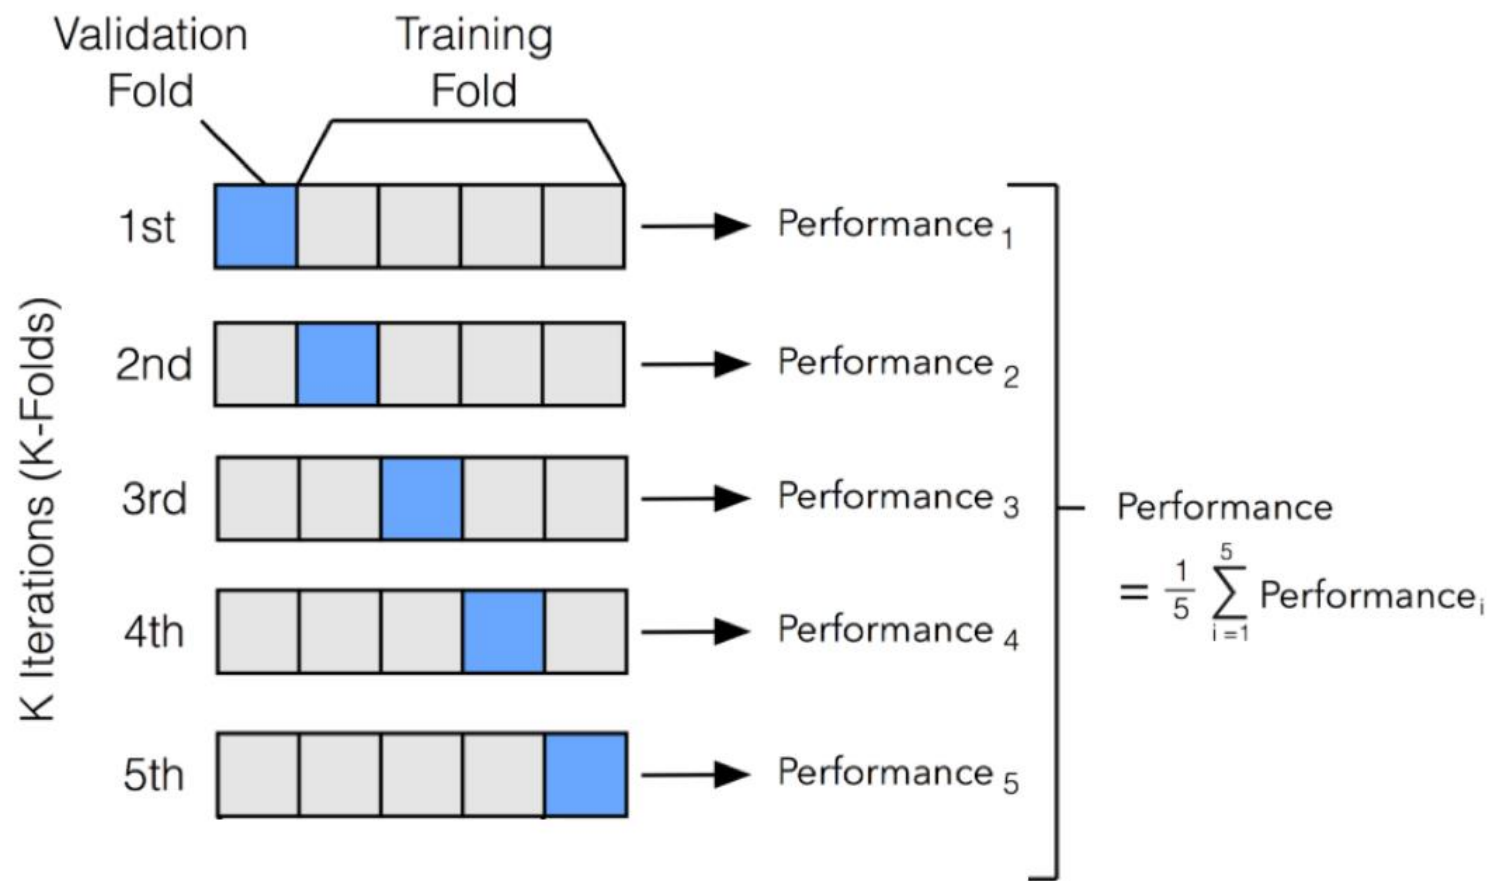 Validation
Fold
Training
Fold
K Iterations (K-Folds)
1st
Performance 1
2nd
Performance 2
3rd
Performance 3
4th
Performance 4
5th
Performance 5
Performance
= 1/5 5∑i=1 Performancei